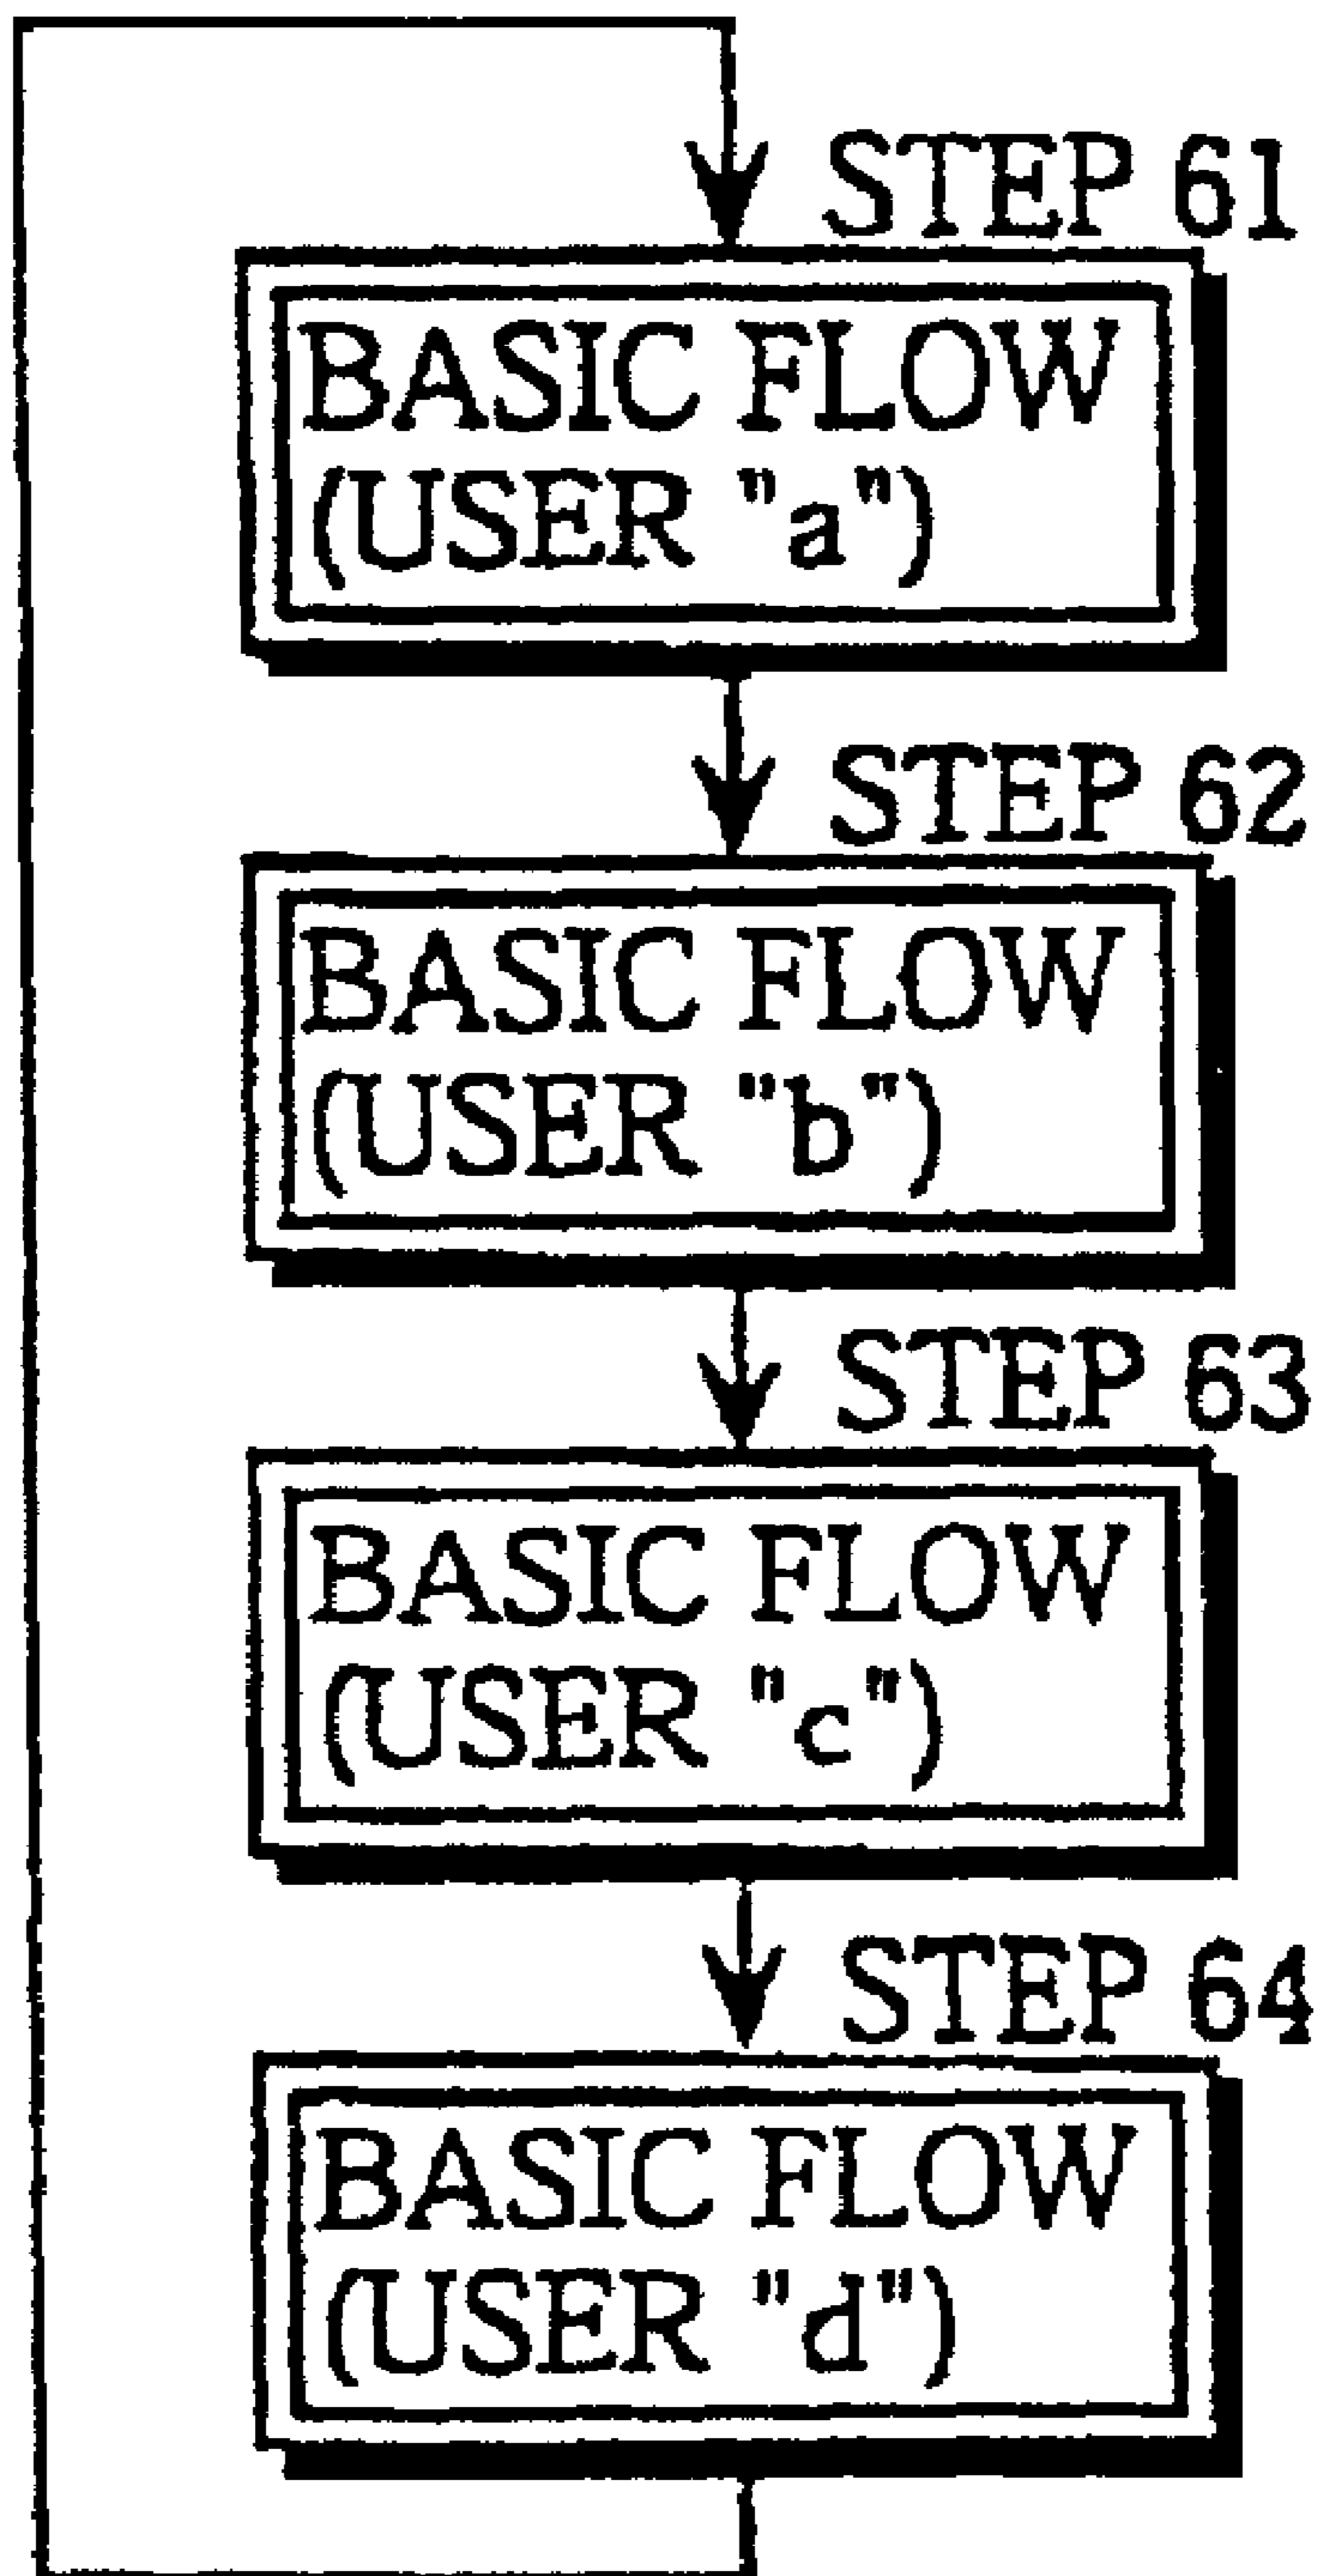 STEP 61
BASIC FLOW
(USER "a")
STEP 62
BASIC FLOW
(USER "b")
STEP 63
BASIC FLOW
(USER "c")
STEP 64
BASIC FLOW
(USER "d")